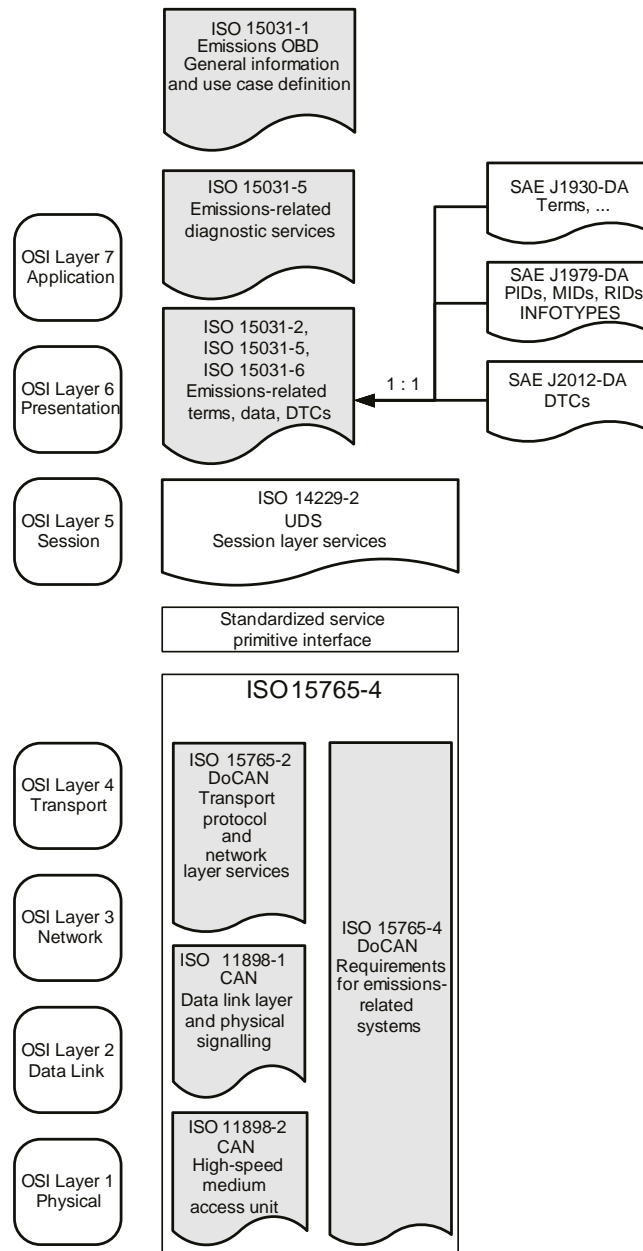 ISO 15031-1
Emissions OBD
General information
and use case definition
ISO 15031-5
Emissions-related
diagnostic services
SAE J1930-DA
Terms, ...
OSI Layer 7
Application
SAE J1979-DA
PIDs, MIDs, RIDs
INFOTYPES
ISO 15031-2,
ISO 15031-5,
ISO 15031-6
Emissions-related
terms, data, DTCs
1 : 1
OSI Layer 6
Presentation
SAE J2012-DA
DTCs
OSI Layer 5
Session
ISO 14229-2
UDS
Session layer services
Standardized service
primitive interface
ISO 15765-4
OSI Layer 4
Transport
ISO 15765-2
DoCAN
Transport
protocol
and
network
layer services
OSI Layer 3
Network
ISO 15765-4
DoCAN
Requirements
for emissions-
related
systems
ISO 11898-1
CAN
Data link layer
and physical
signalling
OSI Layer 2
Data Link
ISO 11898-2
CAN
High-speed
medium
access unit
OSI Layer 1
Physical